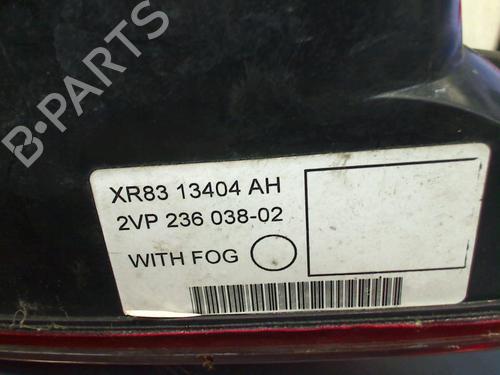 B-PARTS
XR83 13404 AH
2VP 236 038-02
WITH FOG